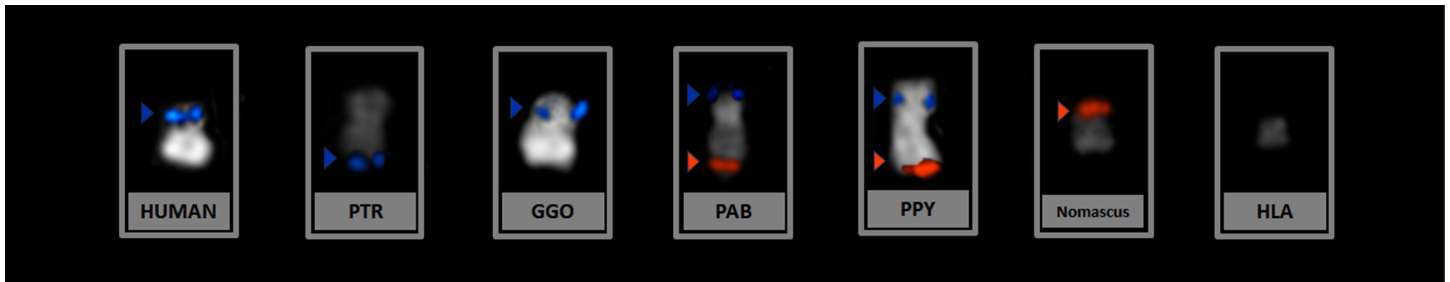 HUMAN
PTR
GGO
PAB
PPY
Nomascus
HLA